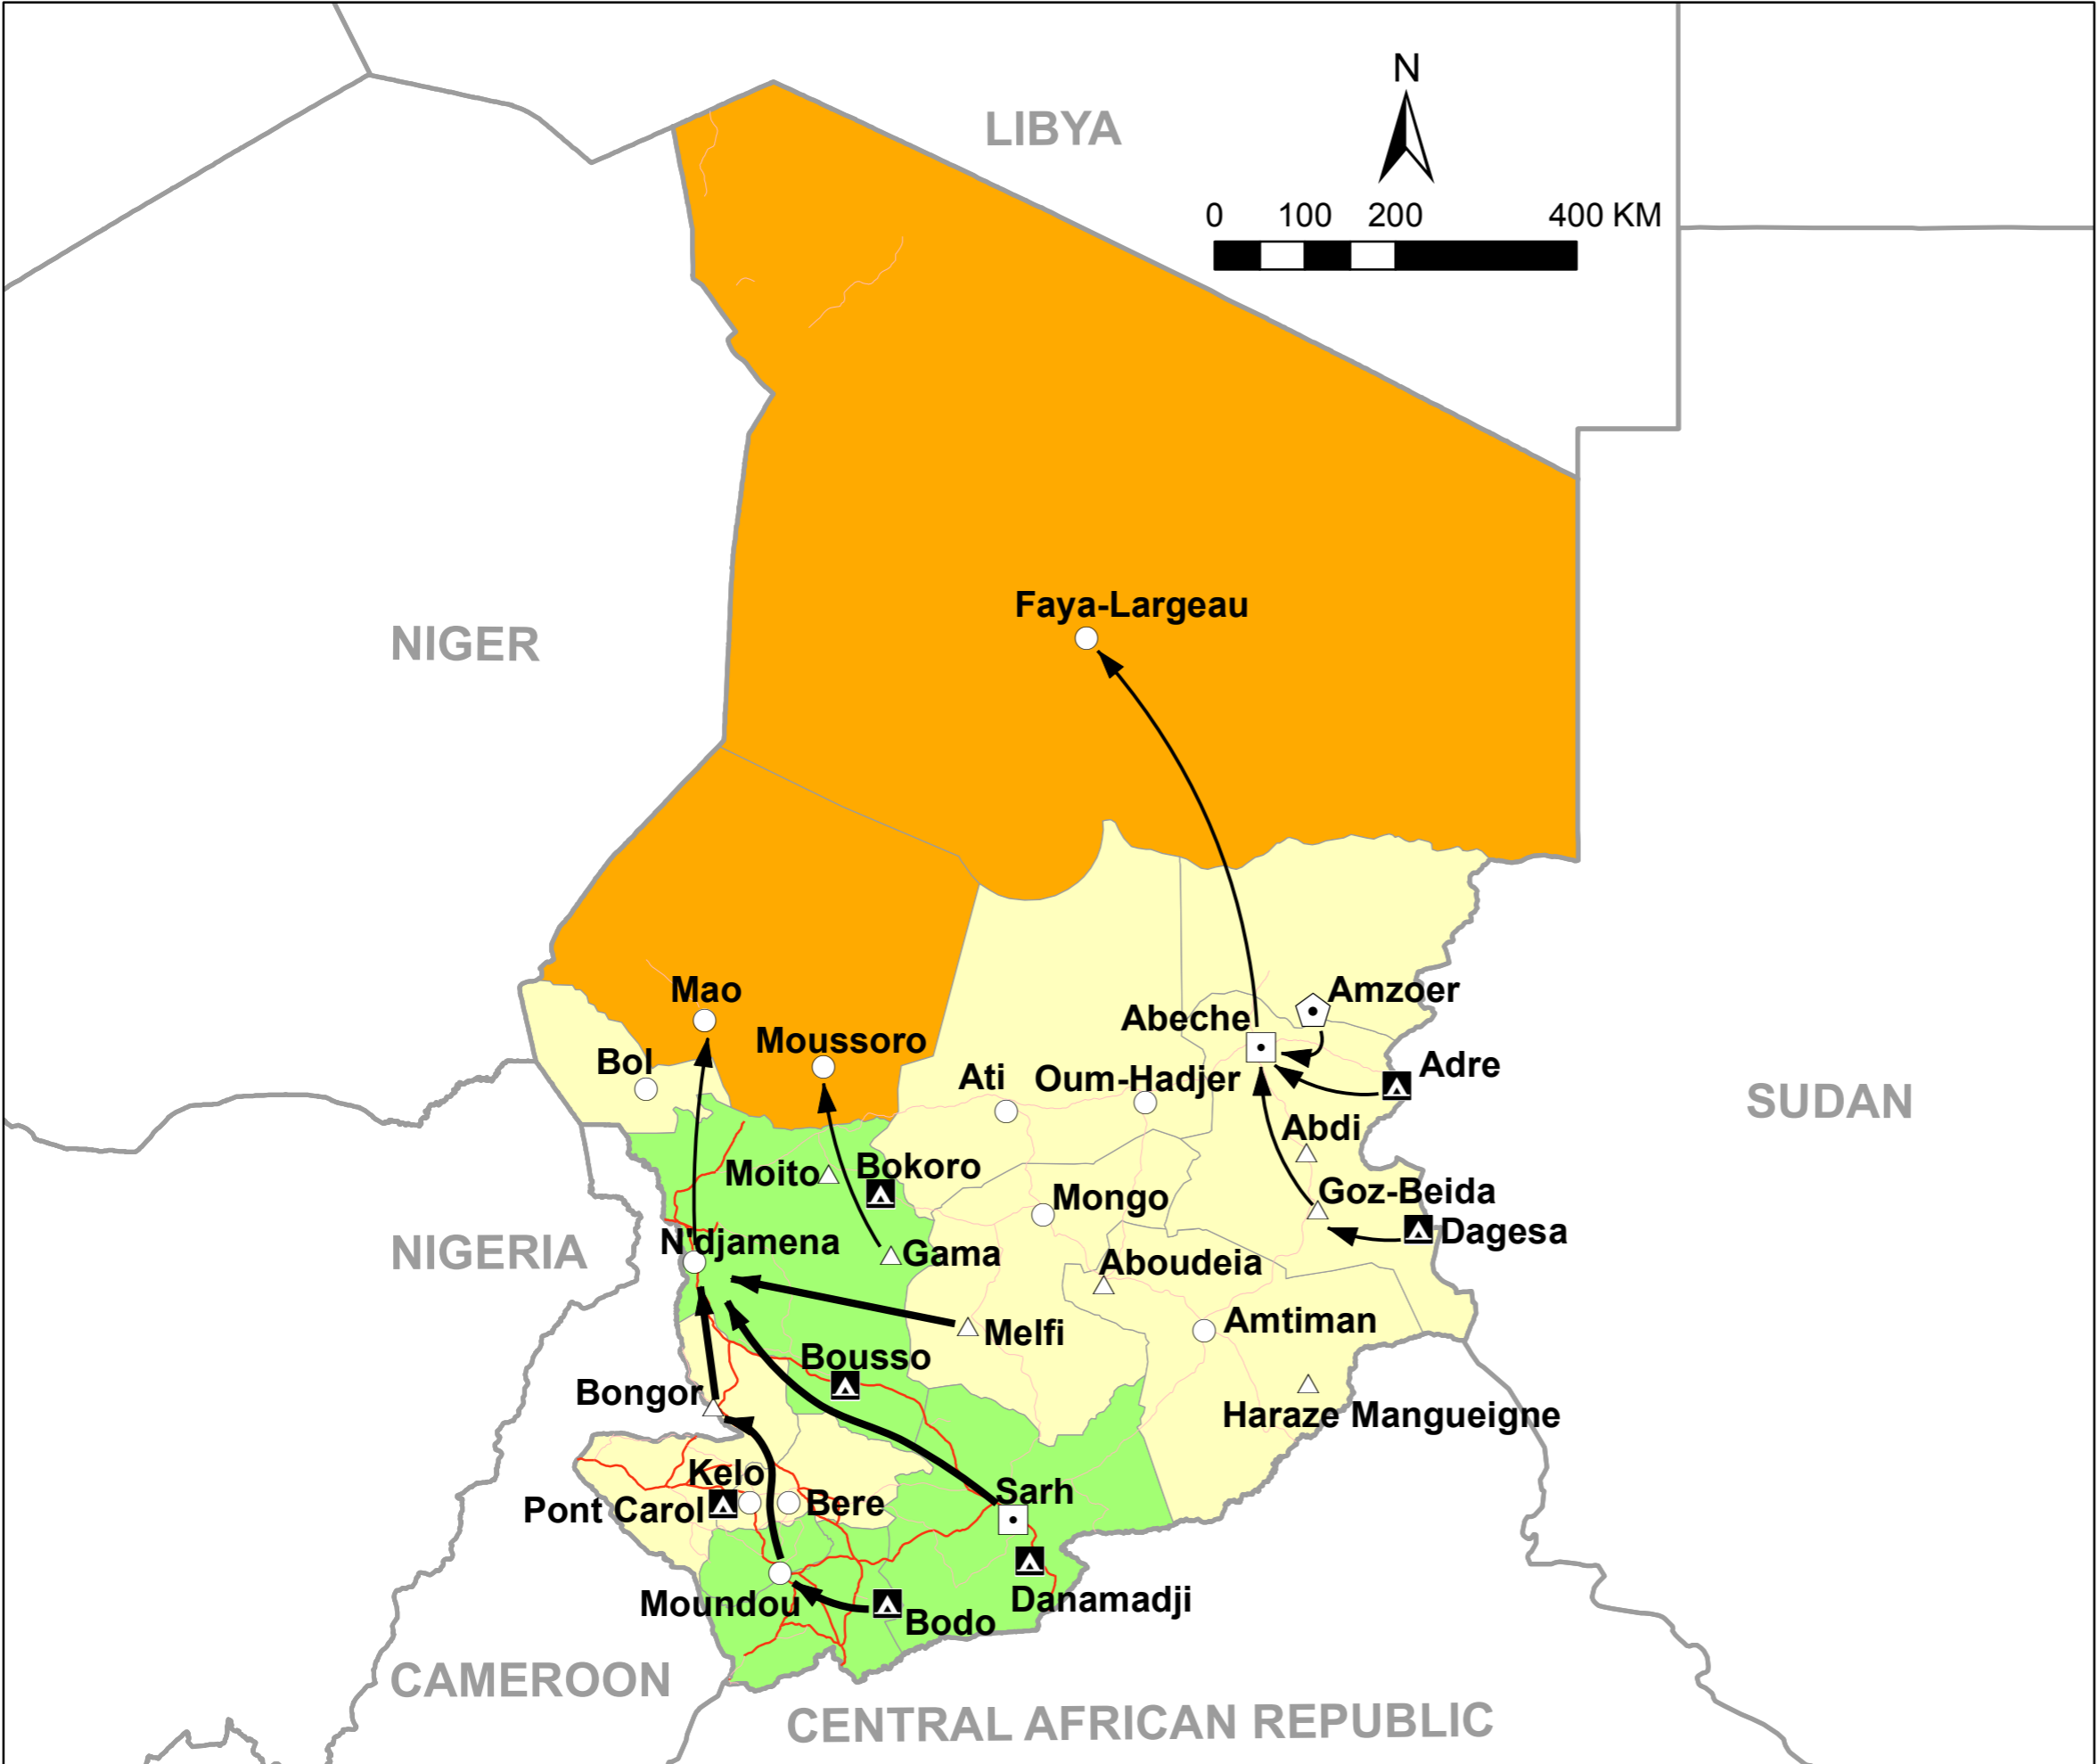 N
LIBYA
0 100 200 400 KM
Faya-Largeau
NIGER
Mao
Amzoer
Abeche
Moussoro
Bol
Adre
Ati
Oum-Hadjer
SUDAN
Abdi
Moito
Bokoro
Goz-Beida
Mongo
Dagesa
N'djamena
NIGERIA
Gama
Aboudeia
Amtiman
Melfi
Bousso
Bongor
Haraze Mangueigne
Kelo
Sarh
Pont Carol
Bere
Danamadji
Moundou
Bodo
CAMEROON
CENTRAL AFRICAN REPUBLIC